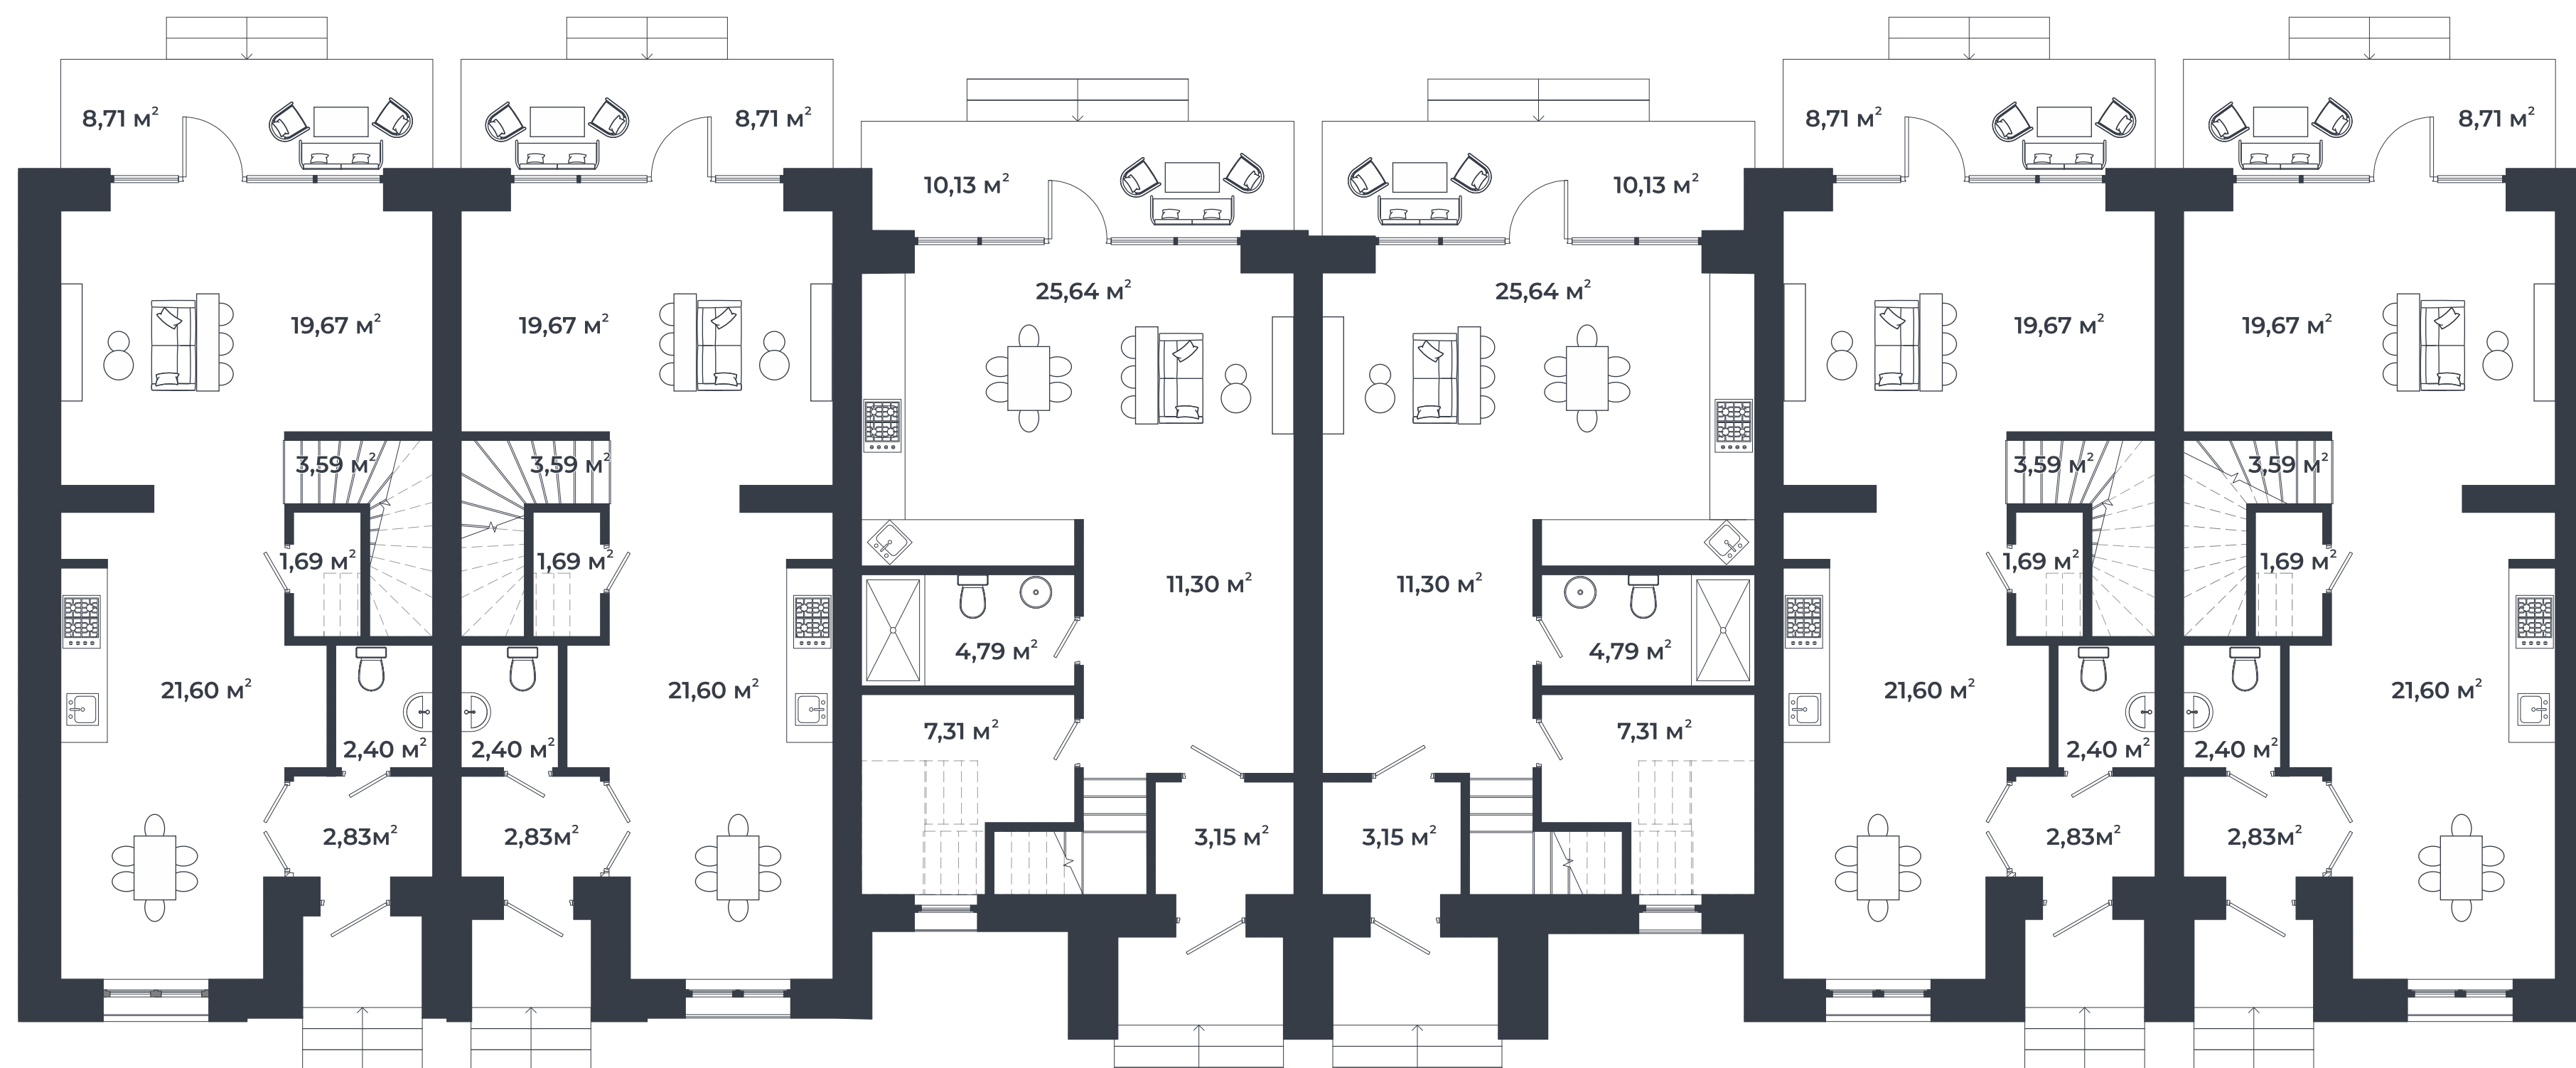 8,71 м²
8,71 м²
8,71 м²
8,71 м²
10,13 м²
10,13 м²
25,64 м²
25,64 м²
19,67 м²
19,67 м²
19,67 м²
19,67 м²
3,59 м²
3,59 м²
3,59 м²
3,59 м²
1,69 м²
1,69 м²
1,69 м²
1,69 м²
11,30 м²
11,30 м²
4,79 м²
4,79 м²
21,60 м²
21,60 м²
21,60 м²
21,60 м²
7,31 м²
7,31 м²
2,40 м²
2,40 м²
2,40 м²
2,40 м²
2,83м²
2,83м²
3,15 м²
3,15 м²
2,83м²
2,83м²